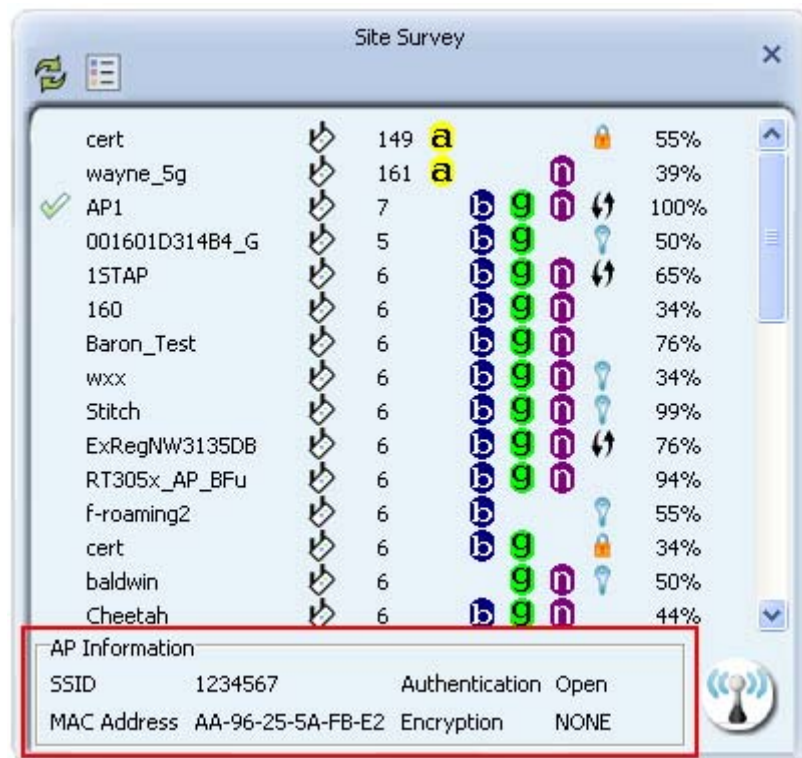 Site Survey
cert 149 a 55%
wayne_5g 161 a n 39%
AP1 7 b g n 100%
001601D314B4_G 5 b g 50%
1STAP 6 b g n 65%
160 6 b g n 34%
Baron_Test 6 b g n 76%
wxx 6 b g n 34%
Stitch 6 b g n 99%
ExRegNW3135DB 6 b g n 76%
RT305x_AP_BFu 6 b g n 94%
f-roaming2 6 b 55%
cert 6 b g 34%
baldwin 6 g n 50%
Cheetah 6 b g n 44%
AP Information
SSID 1234567 Authentication Open
MAC Address AA-96-25-5A-FB-E2 Encryption NONE